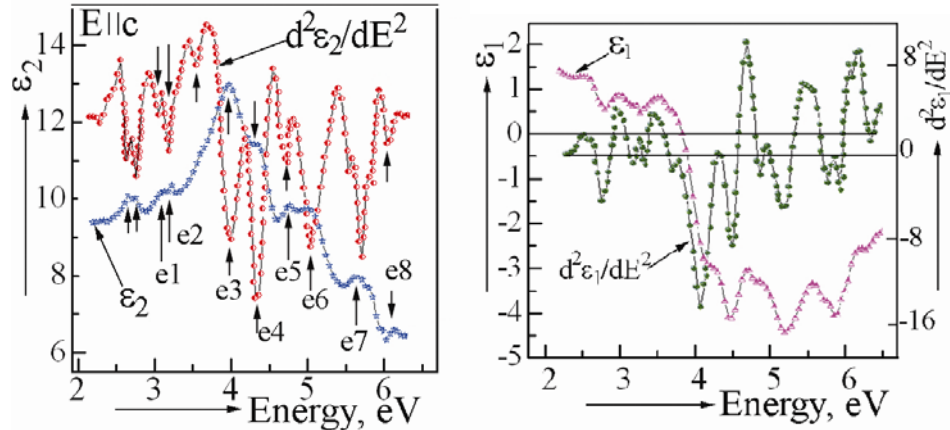 E||c
d²ε₂/dE²
ε₂
14
12
10
8
6
e1
e2
e3
e4
e5
e6
e7
e8
ε₂
2 3 4 5 6
Energy, eV
ε₁
2
1
0
-1
-2
-3
-4
-5
ε₁
d²ε₁/dE²
8
0
-8
-16
d²ε₁/dE²
2 3 4 5 6
Energy, eV